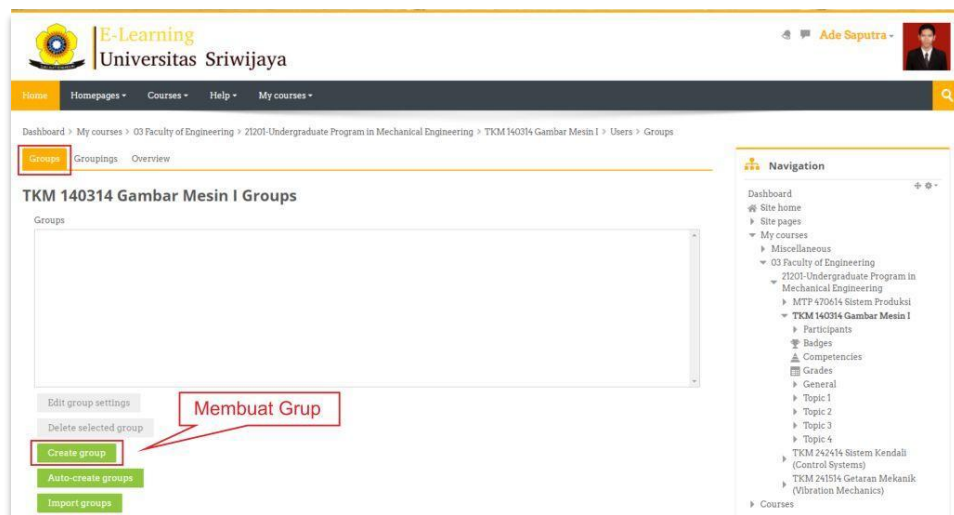 E-Learning
Universitas Sriwijaya
Ade Saputra
Home Homepages Courses Help My courses
Dashboard > My courses > 03 Faculty of Engineering > 21201-Undergraduate Program in Mechanical Engineering > TKM 140314 Gambar Mesin I > Users > Groups
Groups Groupings Overview
TKM 140314 Gambar Mesin I Groups
Groups
Edit group settings
Delete selected group
Create group
Auto-create groups
Import groups
Membuat Grup
Navigation
Dashboard
Site home
Site pages
My courses
Miscellaneous
03 Faculty of Engineering
21201-Undergraduate Program in
Mechanical Engineering
MTP 470614 Sistem Produksi
TKM 140314 Gambar Mesin I
Participants
Badges
Competencies
Grades
General
Topic 1
Topic 2
Topic 3
Topic 4
TKM 242414 Sistem Kendali
(Control Systems)
TKM 241514 Getaran Mekanik
(Vibration Mechanics)
Courses